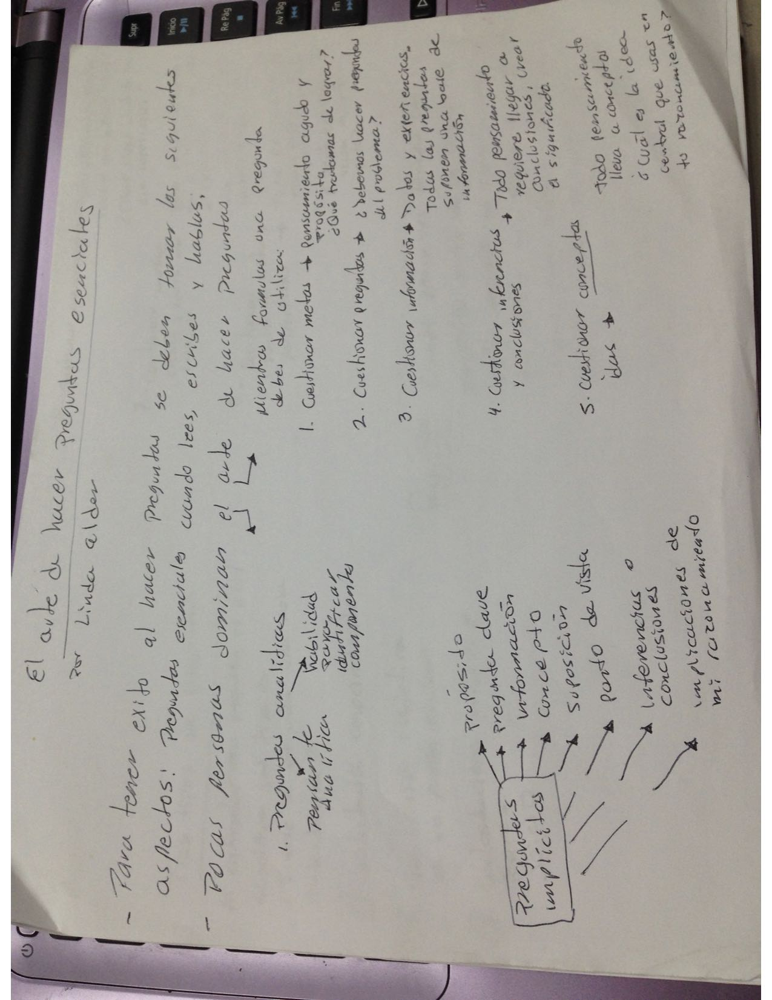 El arte de hacer Preguntas esenciales
Por Linda alder
- Para tener exito al hacer preguntas se deben tomar los siguientes
aspectos: Preguntas esenciales cuando lees, escribes y hablas.
- Pocas personas dominan el arte de hacer preguntas
1. Preguntas analiticas
Pensante
Analítica
habilidad
para
identificar
componentes
Preguntas
implícitas
propósito
pregunta clave
información
concepto
suposición
punto de vista
Inferencias o
conclusiones
implicaciones de
mi razonamiento
Mientras formulas una pregunta
debes de utilizar:
1. Cuestionar metas → pensamiento agudo y
propósito
¿Qué tratamos de lograr?
2. Cuestionar preguntas → ¿Debemos hacer preguntas
del problema?
3. Cuestionar información → Datos y experiencias.
Todas las preguntas
suponen una base de
información
4. Cuestionar inferencias → Todo pensamiento
y conclusiones
requiere llegar a
conclusiones, crear
el significado
5. Cuestionar conceptos
idas →
Todo pensamiento
lleva a conceptos
¿Cuál es la idea
central que usas en
tu razonamiento?
Supr
Inicio
Re Pág
Av Pág
Fin